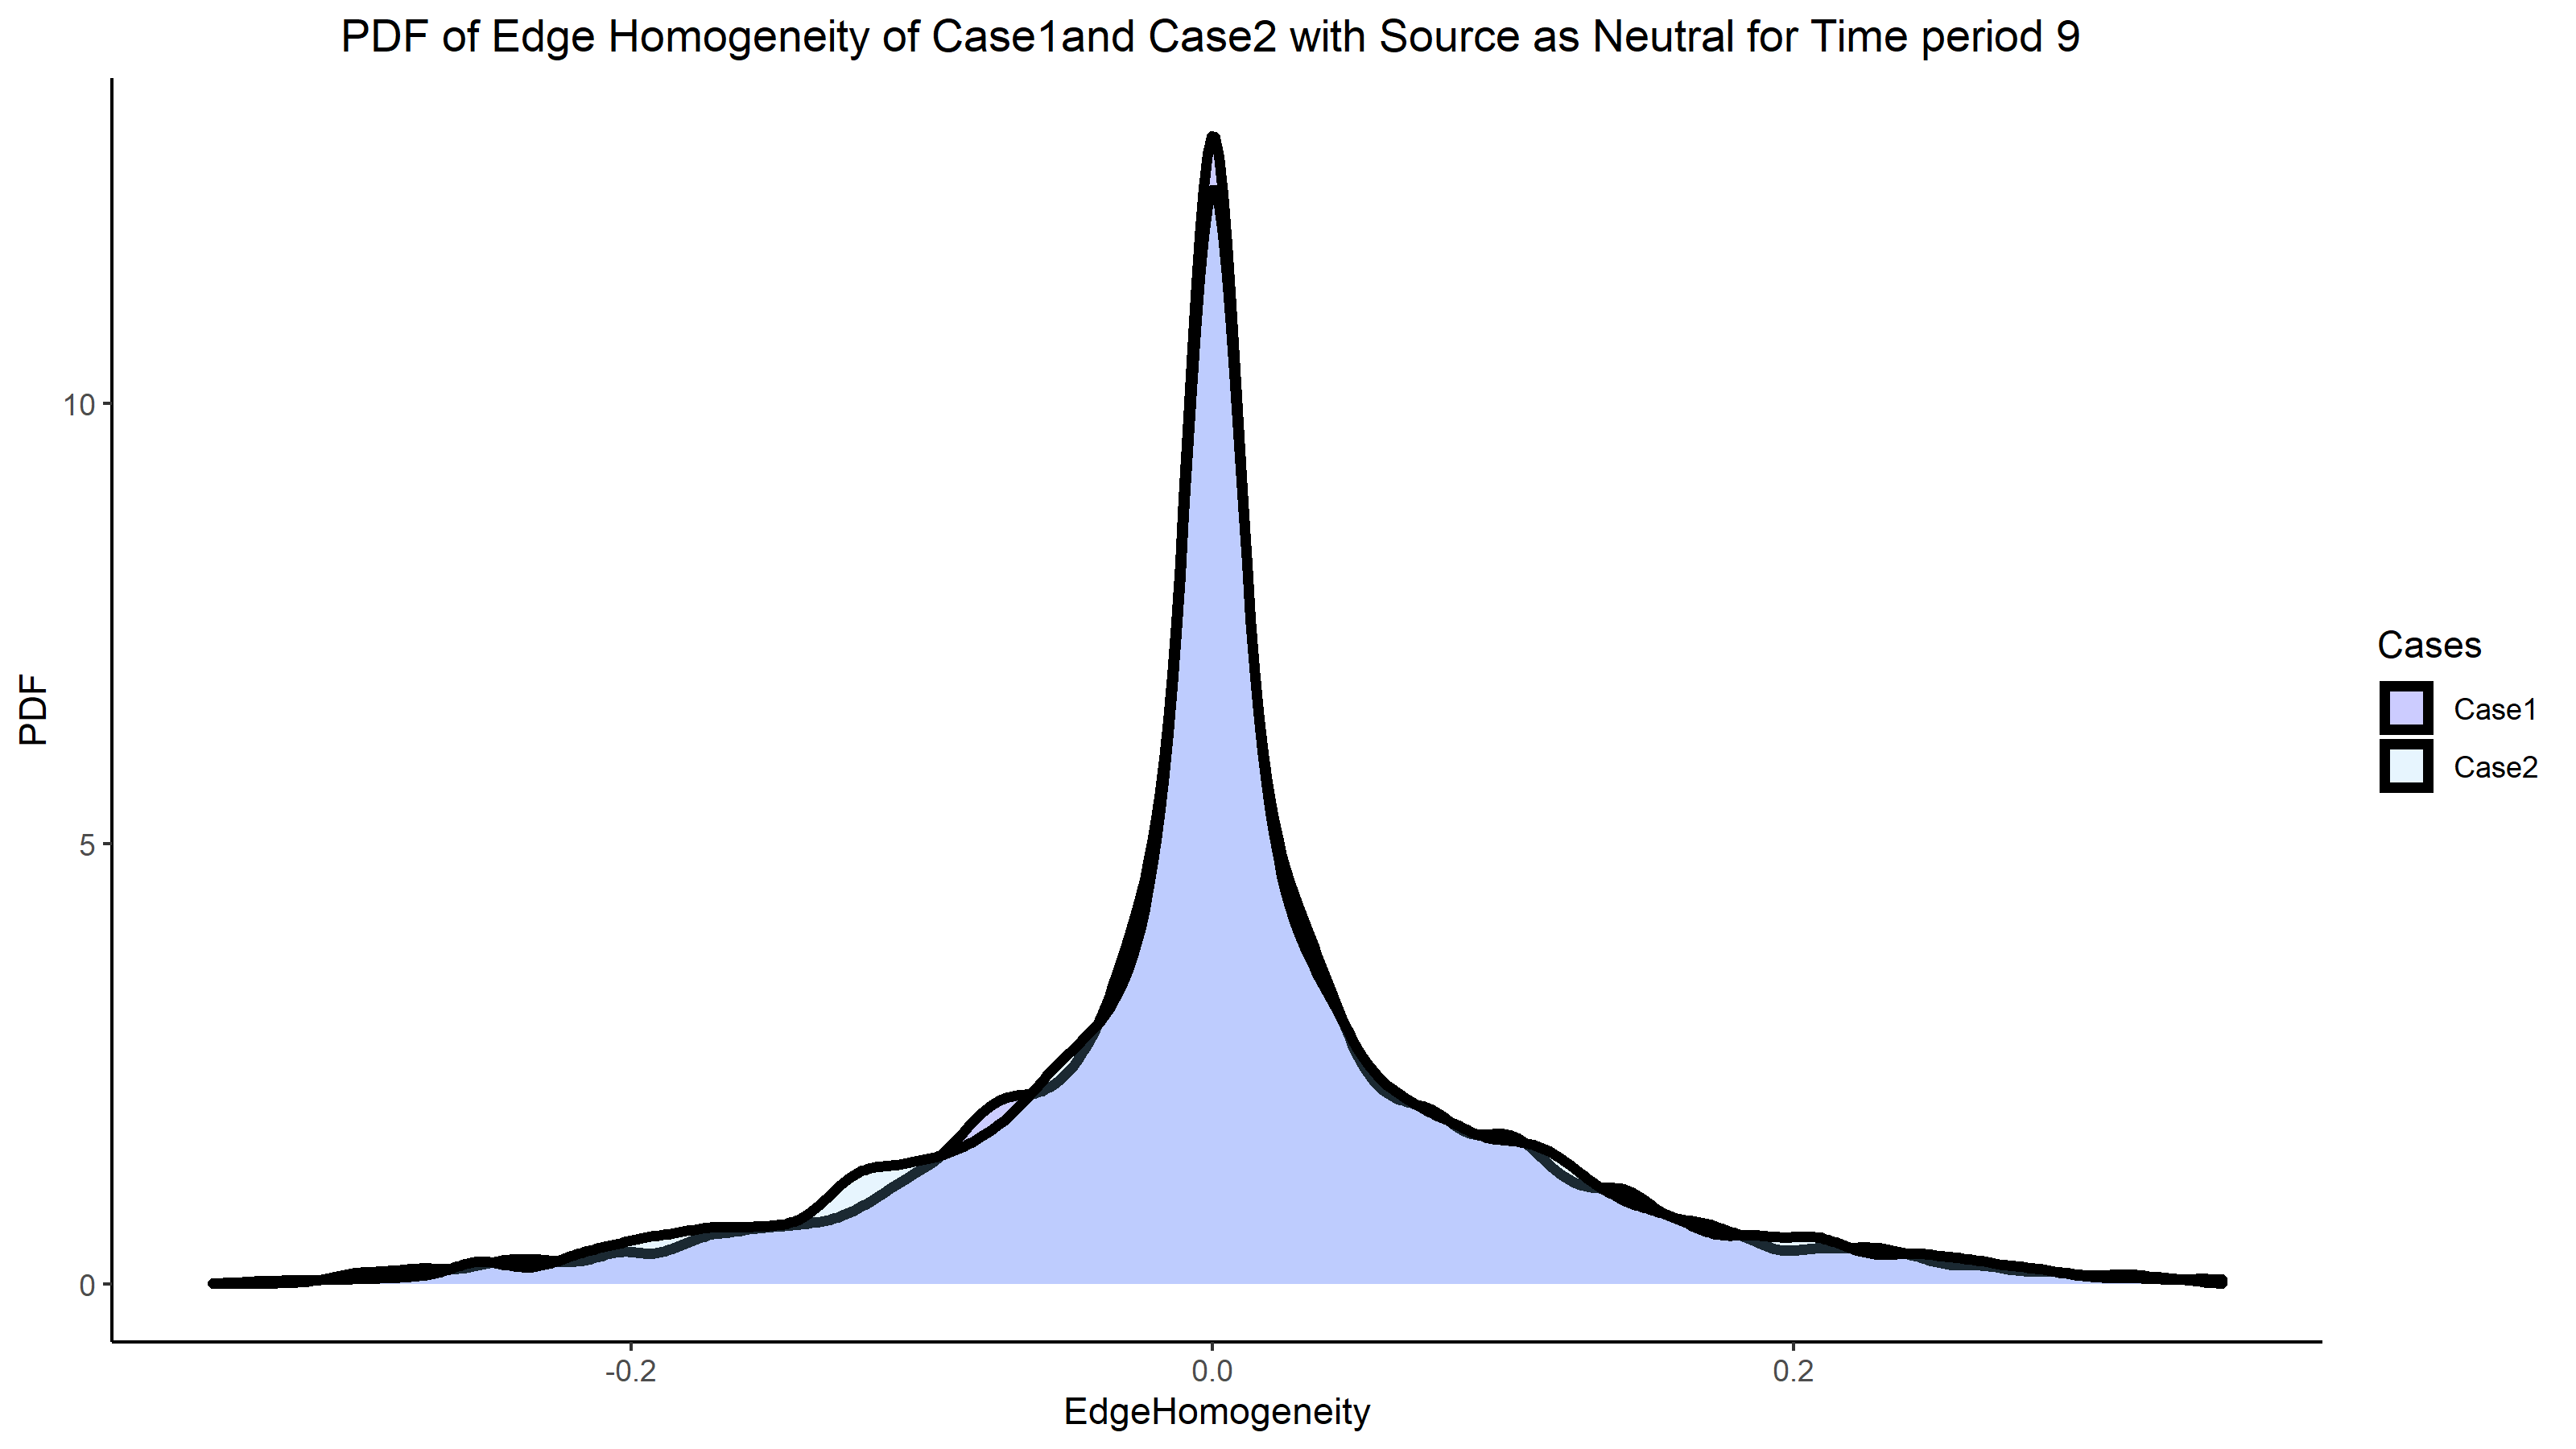 PDF of Edge Homogeneity of Case1and Case2 with Source as Neutral for Time period 9
10
5
0
PDF
-0.2
0.0
0.2
EdgeHomogeneity
Cases
Case1
Case2